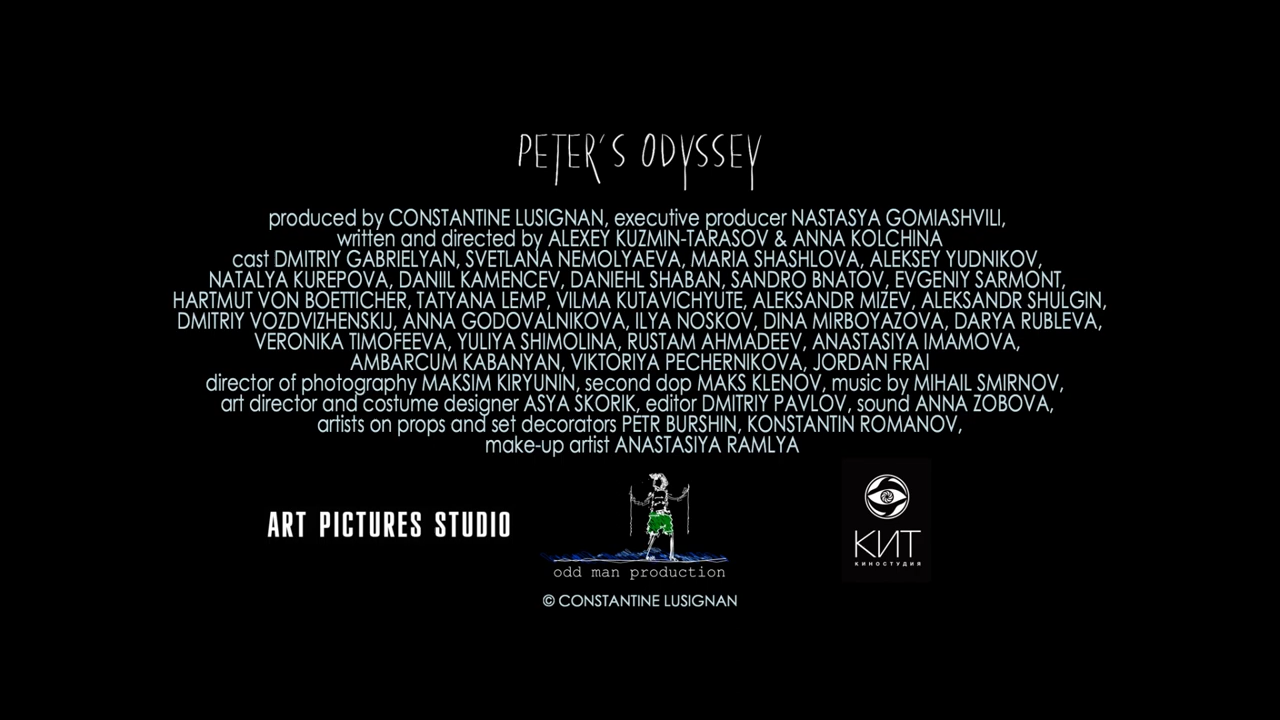 PETER'S ODYSSEY
produced by CONSTANTINE LUSIGNAN, executive producer NASTASYA GOMIASHVILI,
written and directed by ALEXEY KUZMIN-TARASOV & ANNA KOLCHINA
cast DMITRIY GABRIELYAN, SVETLANA NEMOLYAEVA, MARIA SHASHLOVA, ALEKSEY YUDNIKOV,
NATALYA KUREPOVA, DANIIL KAMENCEV, DANIEHL SHABAN, SANDRO BNATOV, EVGENIY SARMONT,
HARTMUT VON BOETTICHER, TATYANA LEMP, VILMA KUTAVICHYUTE, ALEKSANDR MIZEV, ALEKSANDR SHULGIN,
DMITRIY VOZDVIZHENSKIJ, ANNA GODOVALNIKOVA, ILYA NOSKOV, DINA MIRBOYAZOVA, DARYA RUBLEVA,
VERONIKA TIMOFEEVA, YULIYA SHIMOLINA, RUSTAM AHMADEEV, ANASTASIYA IMAMOVA,
AMBARCUM KABANYAN, VIKTORIYA PECHERNIKOVA, JORDAN FRAI
director of photography MAKSIM KIRYUNIN, second dop MAKS KLENOV, music by MIHAIL SMIRNOV,
art director and costume designer ASYA SKORIK, editor DMITRIY PAVLOV, sound ANNA ZOBOVA,
artists on props and set decorators PETR BURSHIN, KONSTANTIN ROMANOV,
make-up artist ANASTASIYA RAMLYA
ART PICTURES STUDIO
odd man production
КИТ
КИНОСТУДИЯ
© CONSTANTINE LUSIGNAN